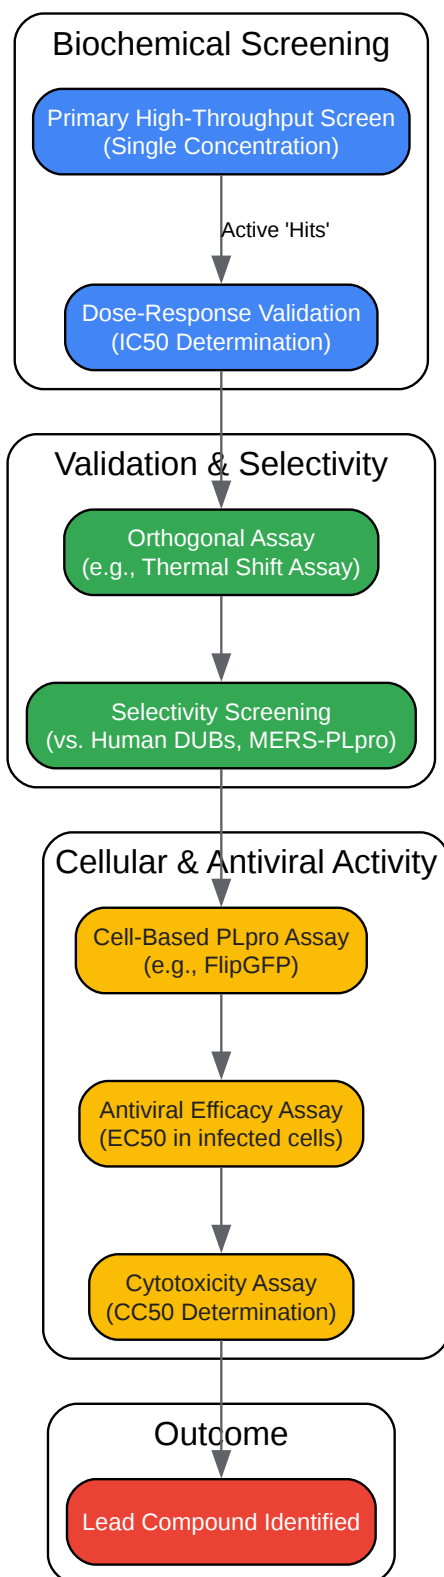 Biochemical Screening
Primary High-Throughput Screen
(Single Concentration)
Active 'Hits'
Dose-Response Validation
(IC50 Determination)
Validation & Selectivity
Orthogonal Assay
(e.g., Thermal Shift Assay)
Selectivity Screening
(vs. Human DUBs, MERS-PLpro)
Cellular & Antiviral Activity
Cell-Based PLpro Assay
(e.g., FlipGFP)
Antiviral Efficacy Assay
(EC50 in infected cells)
Cytotoxicity Assay
(CC50 Determination)
Outcome
Lead Compound Identified